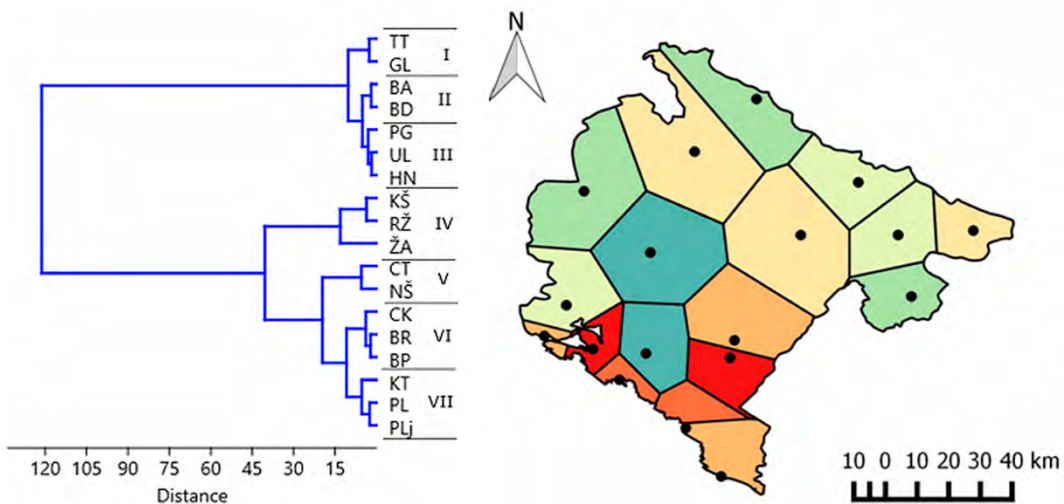 TT
GL
I
BA
BD
II
PG
UL
HN
III
KŠ
RŽ
ŽA
IV
CT
NŠ
V
CK
BR
BP
VI
KT
PL
PLj
VII
120 105 90 75 60 45 30 15
Distance
N
10 0 10 20 30 40 km